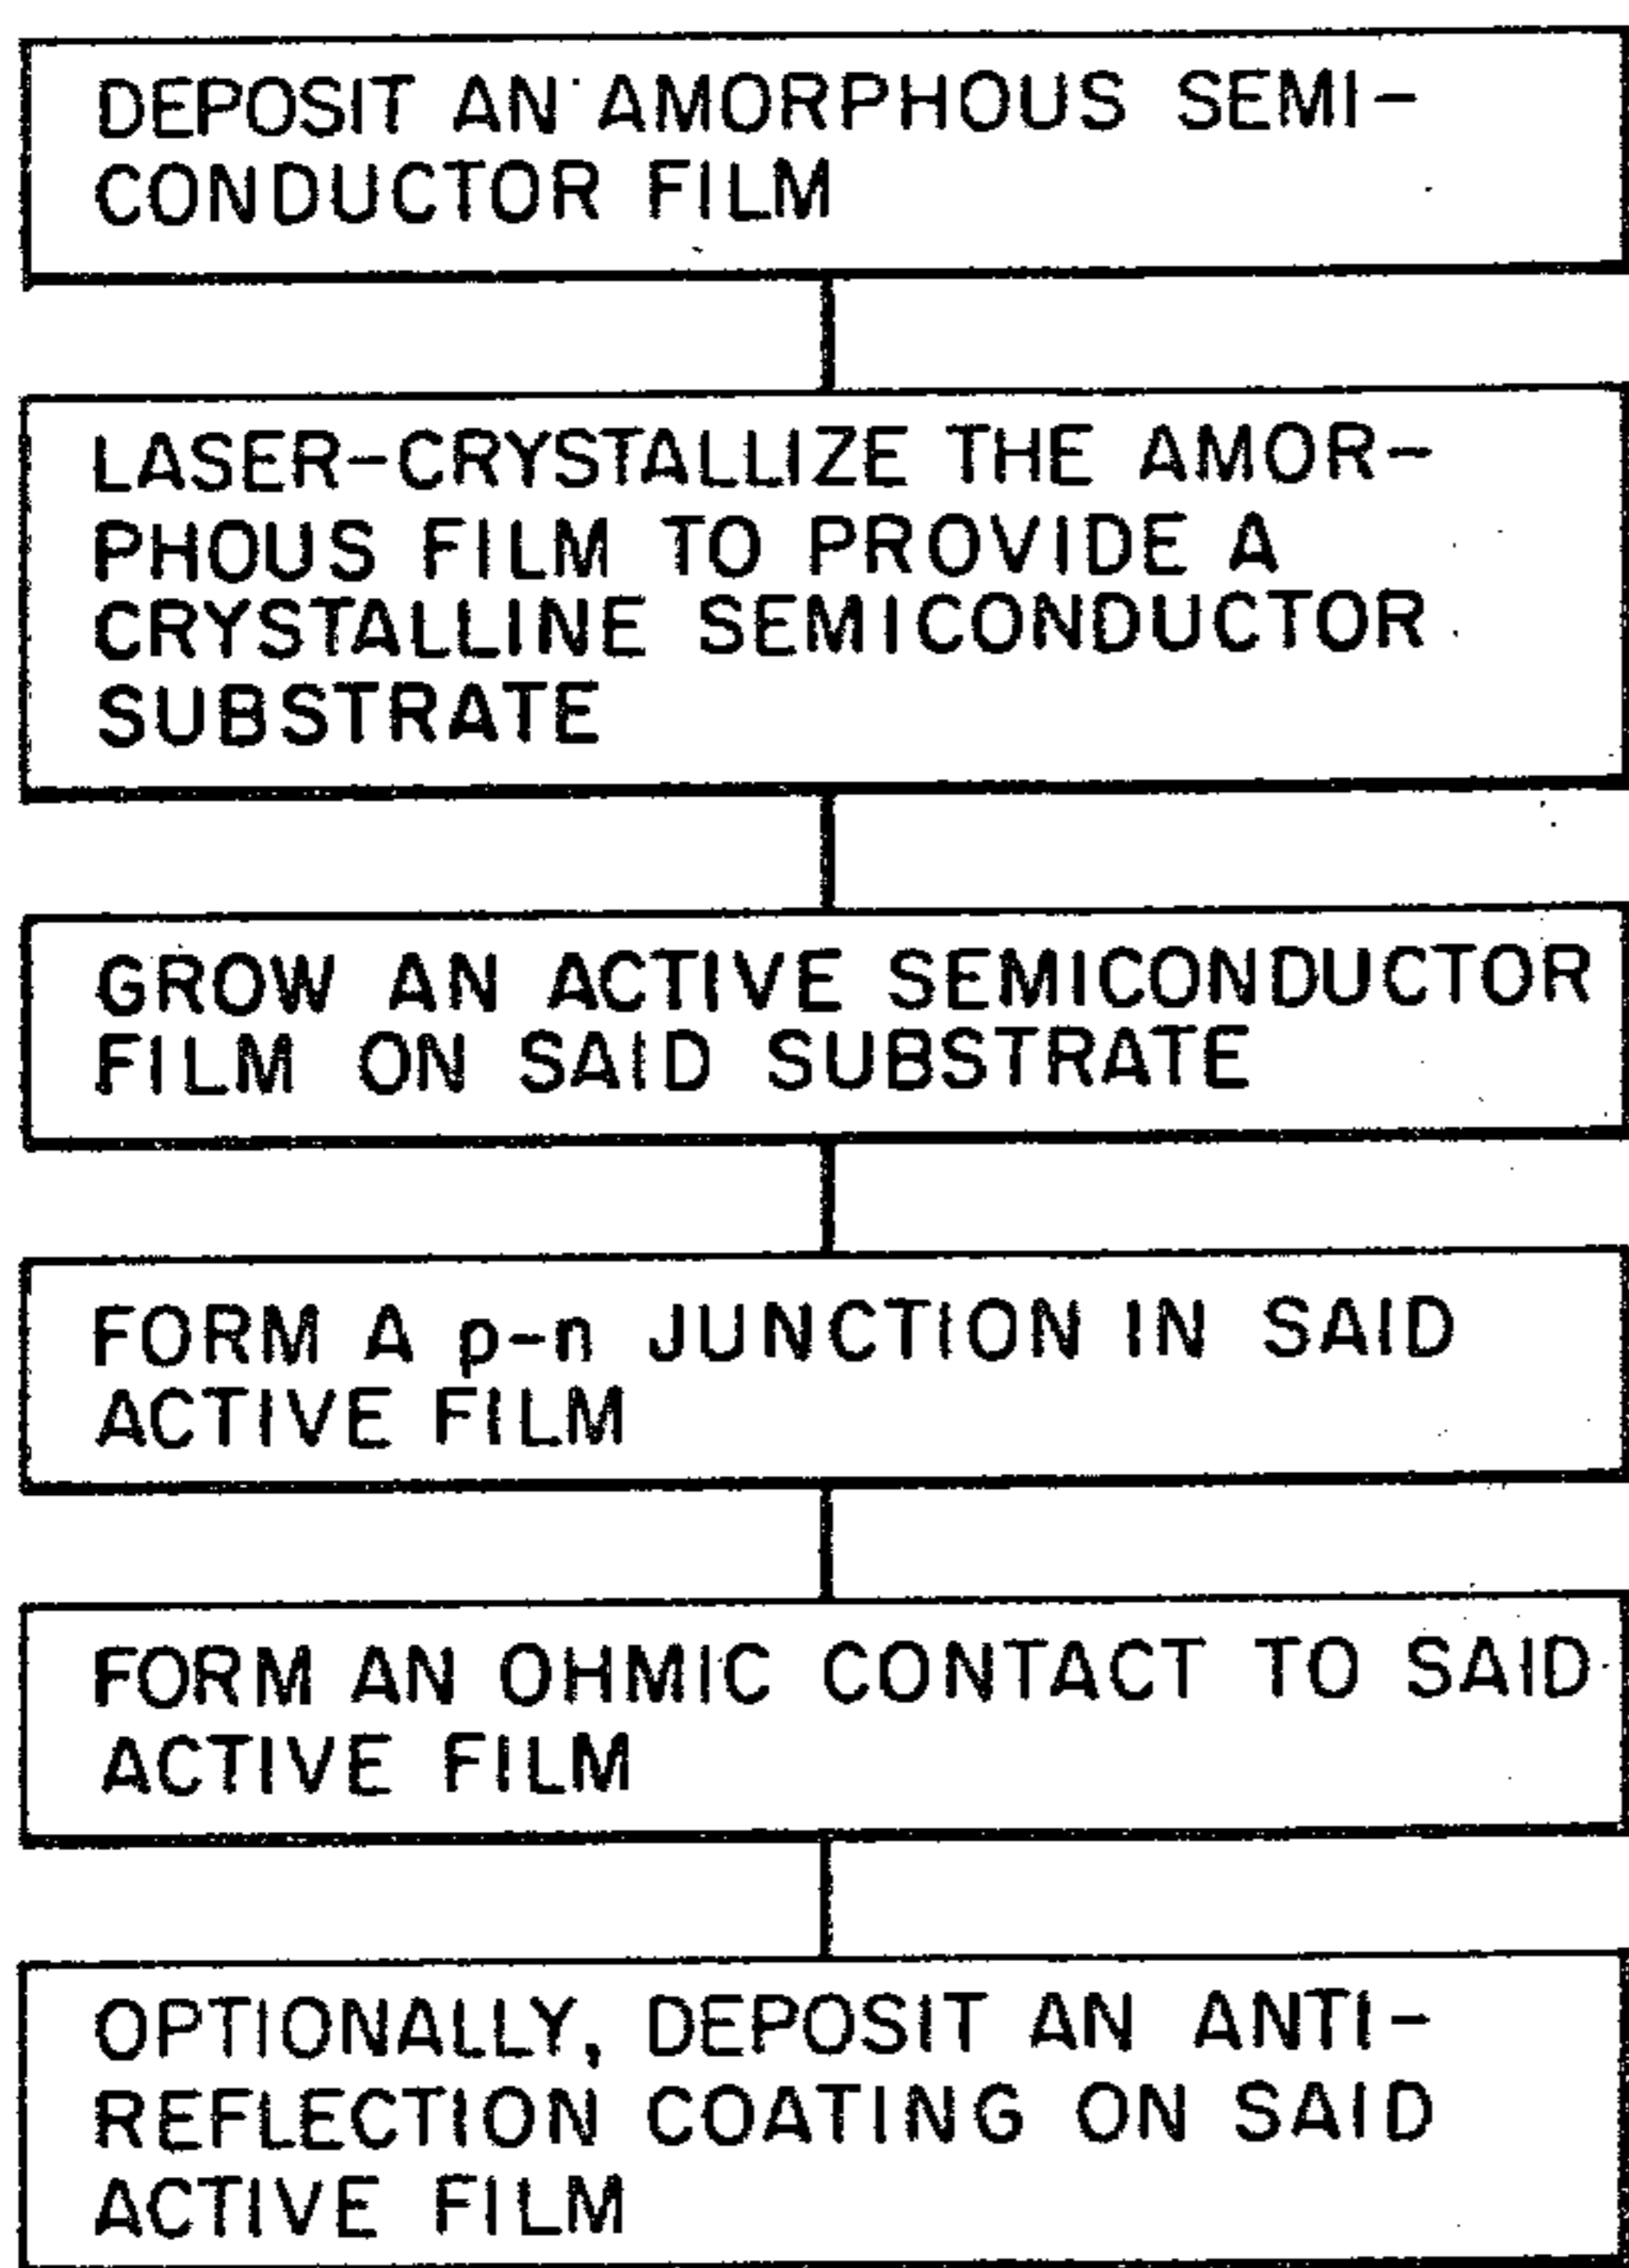 DEPOSIT AN AMORPHOUS SEMI-
CONDUCTOR FILM
LASER-CRYSTALLIZE THE AMOR-
PHOUS FILM TO PROVIDE A
CRYSTALLINE SEMICONDUCTOR
SUBSTRATE
GROW AN ACTIVE SEMICONDUCTOR
FILM ON SAID SUBSTRATE
FORM A p-n JUNCTION IN SAID
ACTIVE FILM
FORM AN OHMIC CONTACT TO SAID
ACTIVE FILM
OPTIONALLY, DEPOSIT AN ANTI-
REFLECTION COATING ON SAID
ACTIVE FILM